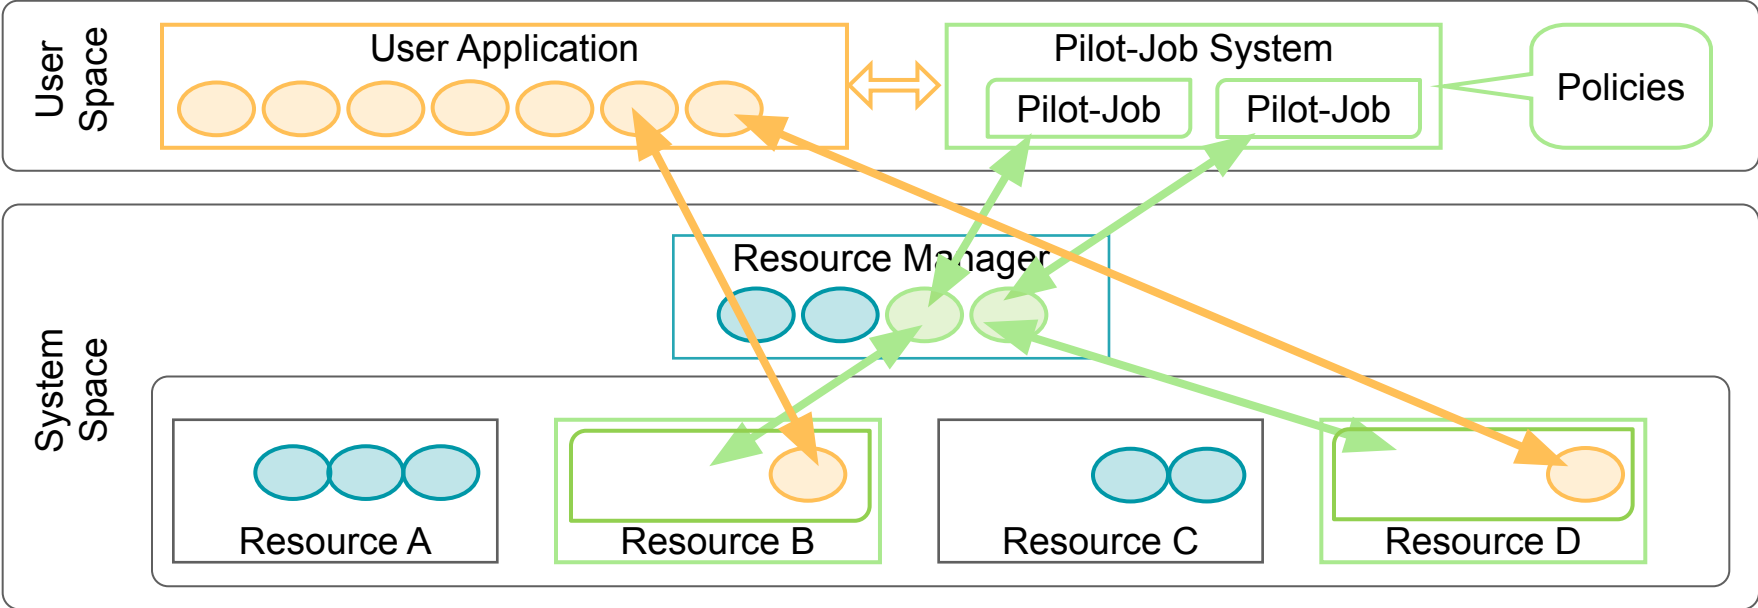 User
Space
User Application
Pilot-Job System
Pilot-Job
Pilot-Job
Policies
System
Space
Resource Manager
Resource A
Resource B
Resource C
Resource D